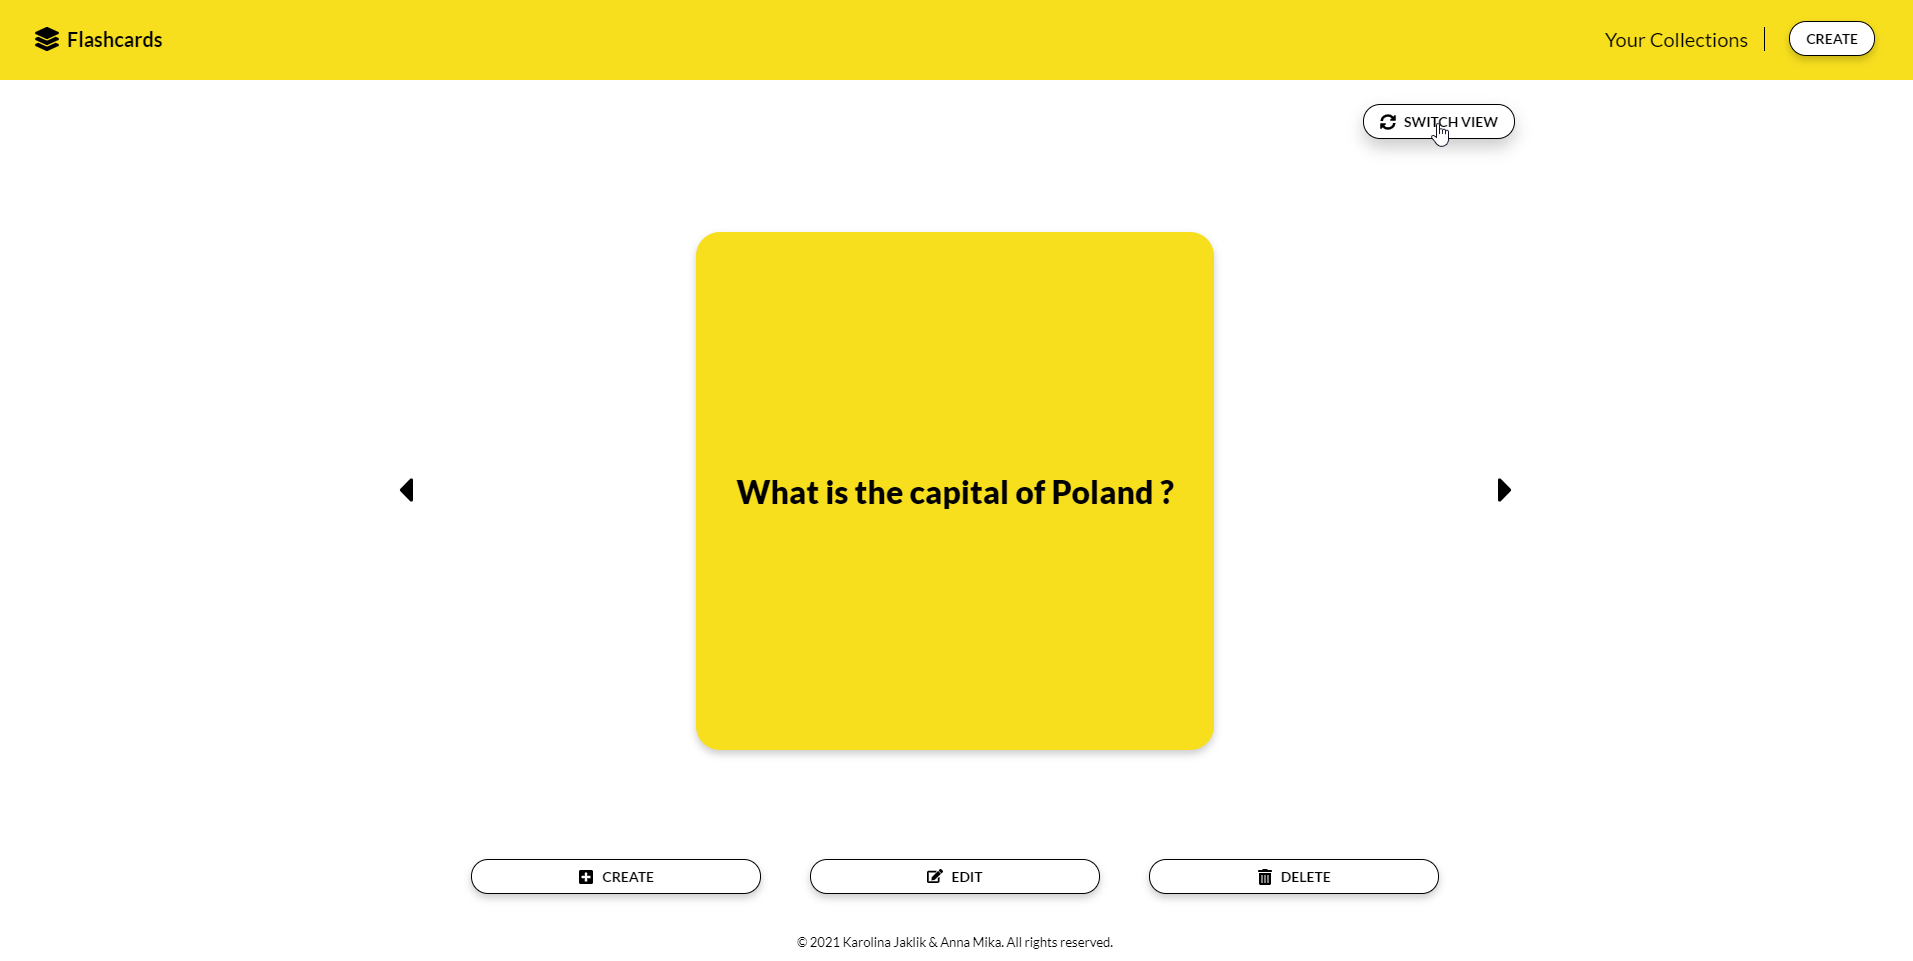 Flashcards
Your Collections
CREATE
SWITCH VIEW
What is the capital of Poland ?
CREATE
EDIT
DELETE
© 2021 Karolina Jaklik & Anna Mika. All rights reserved.